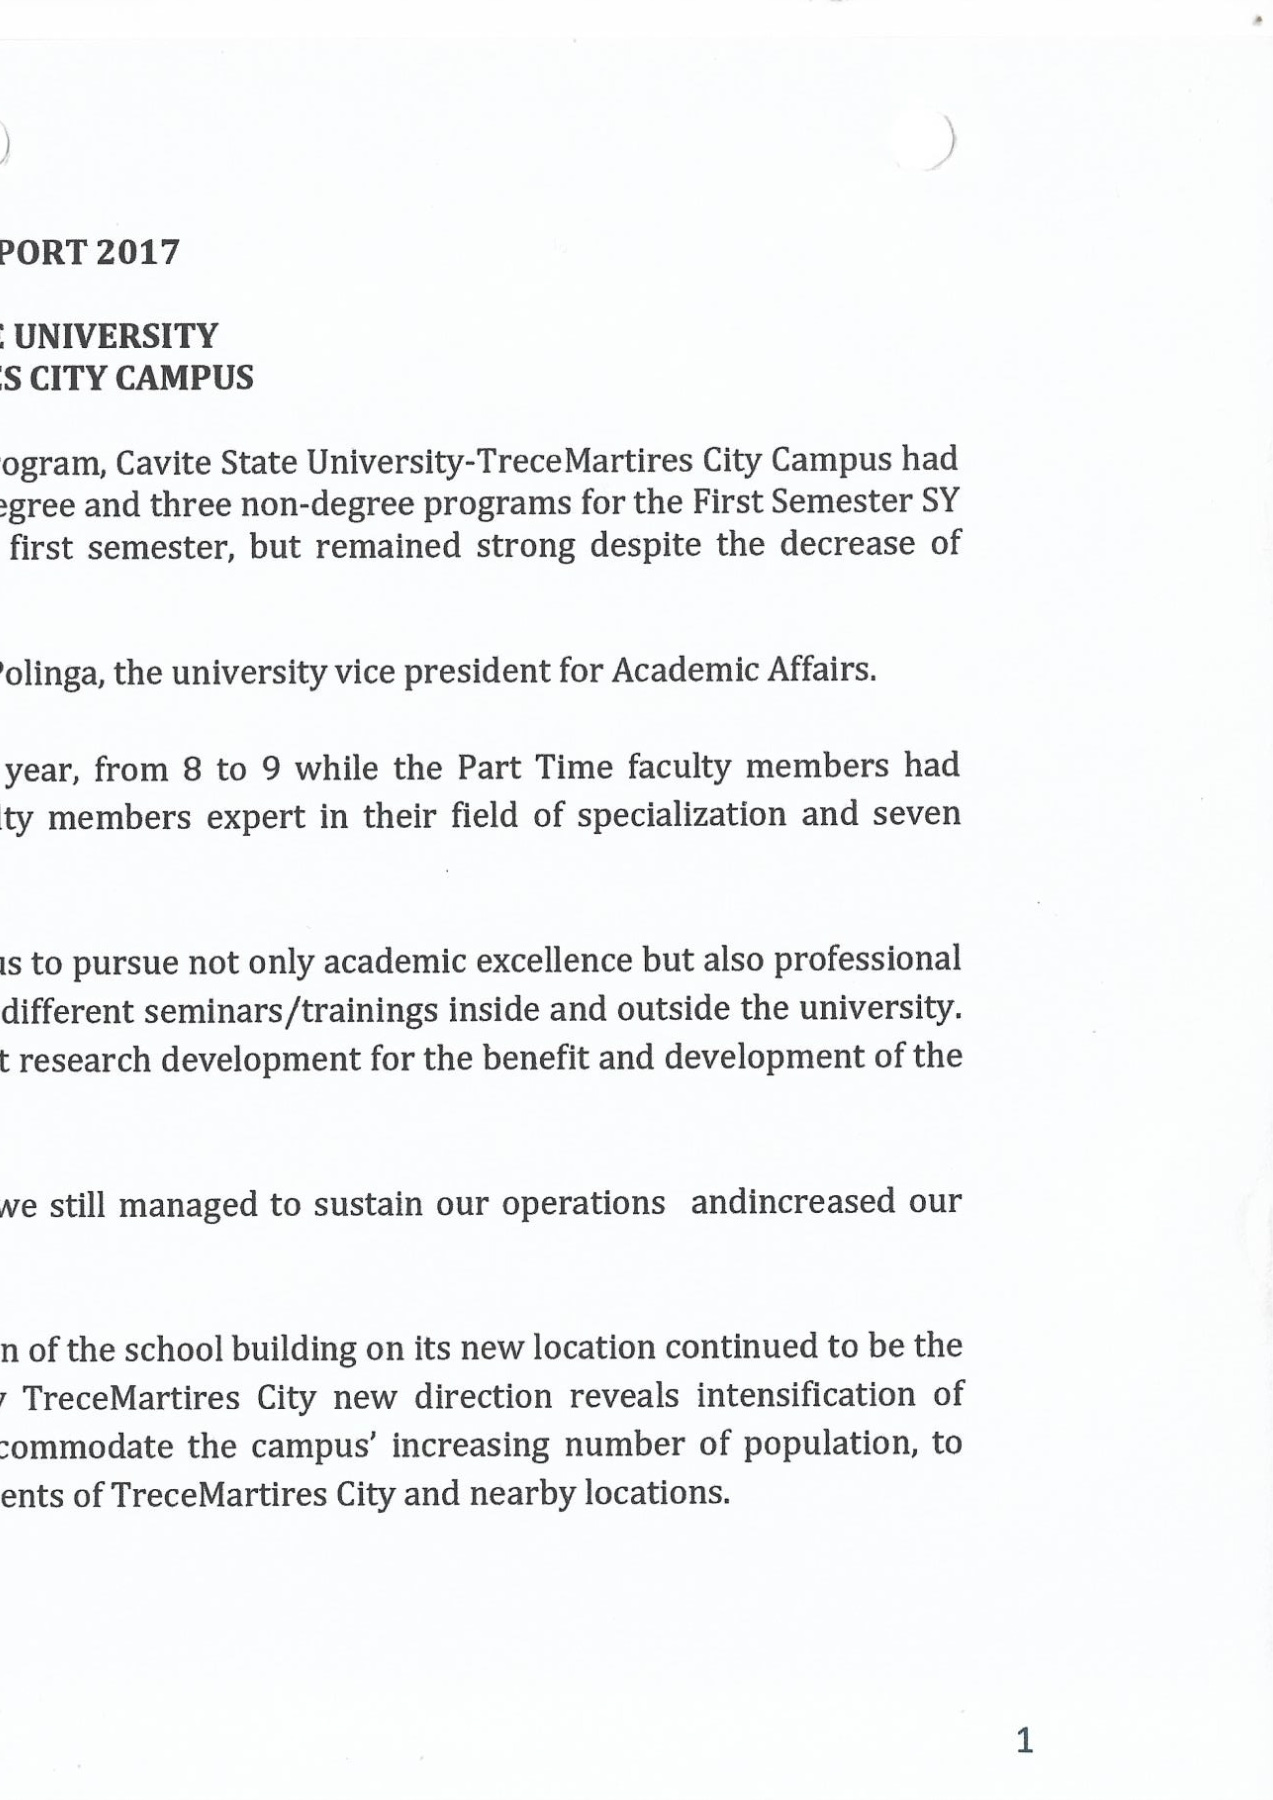 PORT 2017
UNIVERSITY
S CITY CAMPUS
ogram, Cavite State University-TreceMartires City Campus had
egree and three non-degree programs for the First Semester SY
first semester, but remained strong despite the decrease of
olinga, the university vice president for Academic Affairs.
year, from 8 to 9 while the Part Time faculty members had
ty members expert in their field of specialization and seven
us to pursue not only academic excellence but also professional
different seminars/trainings inside and outside the university.
t research development for the benefit and development of the
we still managed to sustain our operations andincreased our
n of the school building on its new location continued to be the
TreceMartires City new direction reveals intensification of
commodate the campus' increasing number of population, to
ents of TreceMartires City and nearby locations.
1